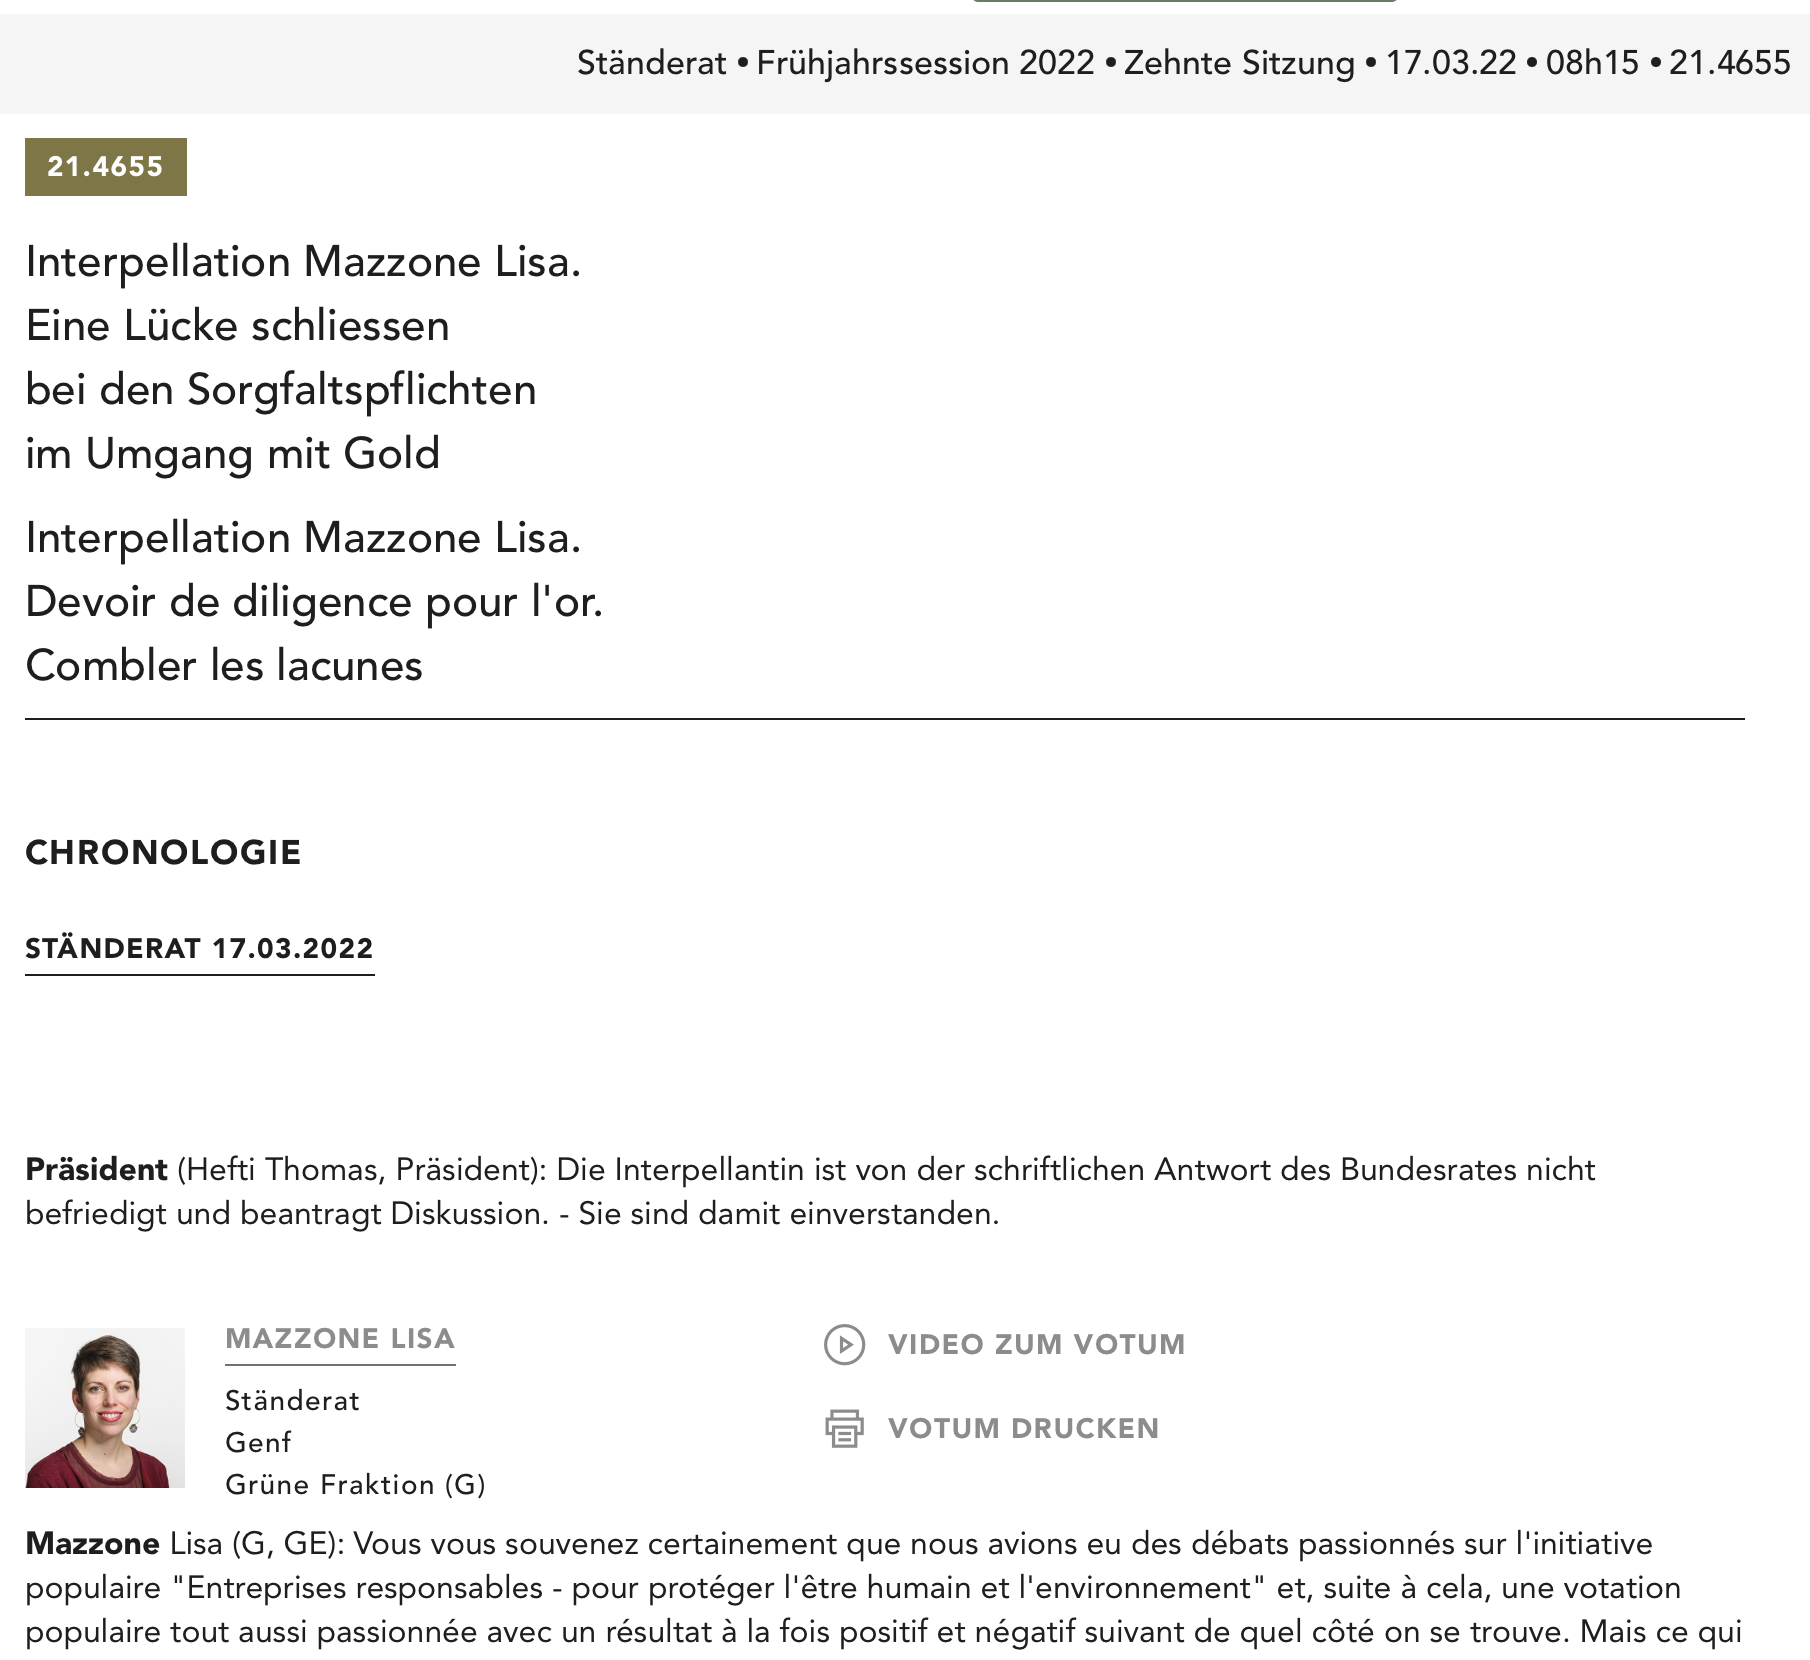 Ständerat • Frühjahrssession 2022 • Zehnte Sitzung • 17.03.22 • 08h15 • 21.4655
21.4655
Interpellation Mazzone Lisa.
Eine Lücke schliessen
bei den Sorgfaltspflichten
im Umgang mit Gold
Interpellation Mazzone Lisa.
Devoir de diligence pour l'or.
Combler les lacunes
CHRONOLOGIE
STÄNDERAT 17.03.2022
Präsident (Hefti Thomas, Präsident): Die Interpellantin ist von der schriftlichen Antwort des Bundesrates nicht
befriedigt und beantragt Diskussion. - Sie sind damit einverstanden.
MAZZONE LISA
Ständerat
Genf
Grüne Fraktion (G)
VIDEO ZUM VOTUM
VOTUM DRUCKEN
Mazzone Lisa (G, GE): Vous vous souvenez certainement que nous avions eu des débats passionnés sur l'initiative
populaire "Entreprises responsables - pour protéger l'être humain et l'environnement" et, suite à cela, une votation
populaire tout aussi passionnée avec un résultat à la fois positif et négatif suivant de quel côté on se trouve. Mais ce qui